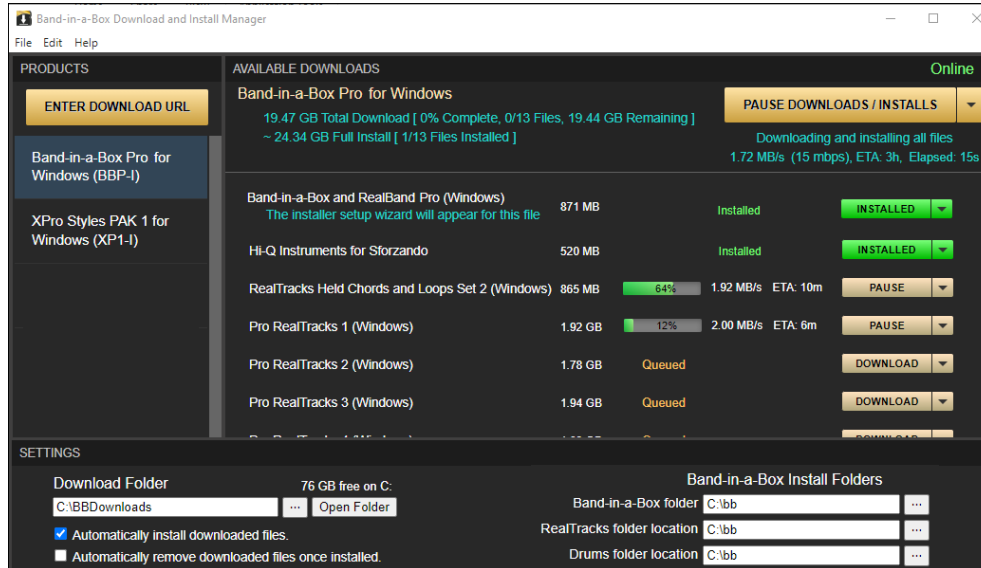 Band-in-a-Box Download and Install Manager
File Edit Help
PRODUCTS
ENTER DOWNLOAD URL
Band-in-a-Box Pro for
Windows (BBP-I)
XPro Styles PAK 1 for
Windows (XP1-I)
AVAILABLE DOWNLOADS
Online
Band-in-a-Box Pro for Windows
19.47 GB Total Download [ 0% Complete, 0/13 Files, 19.44 GB Remaining ]
~ 24.34 GB Full Install [ 1/13 Files Installed ]
PAUSE DOWNLOADS / INSTALLS
Downloading and installing all files
1.72 MB/s (15 mbps), ETA: 3h, Elapsed: 15s
Band-in-a-Box and RealBand Pro (Windows)
The installer setup wizard will appear for this file
871 MB Installed INSTALLED
Hi-Q Instruments for Sforzando 520 MB Installed INSTALLED
RealTracks Held Chords and Loops Set 2 (Windows) 865 MB 64% 1.92 MB/s ETA: 10m PAUSE
Pro RealTracks 1 (Windows) 1.92 GB 12% 2.00 MB/s ETA: 6m PAUSE
Pro RealTracks 2 (Windows) 1.78 GB Queued DOWNLOAD
Pro RealTracks 3 (Windows) 1.94 GB Queued DOWNLOAD
SETTINGS
Download Folder 76 GB free on C:
C:\BBDownloads ... Open Folder
Automatically install downloaded files.
Automatically remove downloaded files once installed.
Band-in-a-Box Install Folders
Band-in-a-Box folder C:\bb ...
RealTracks folder location C:\bb ...
Drums folder location C:\bb ...